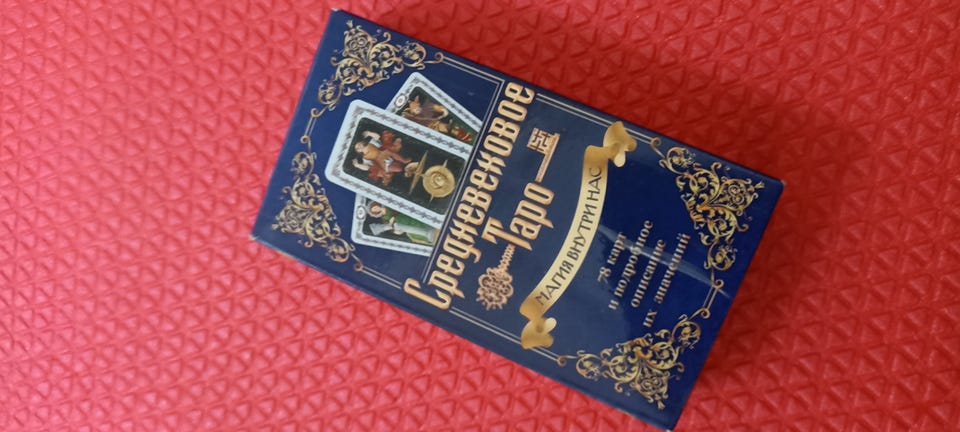 Средневековое
Таро
МАГИЯ ВНУТРИ НАС
78 карт
и подробное
описание
их значений